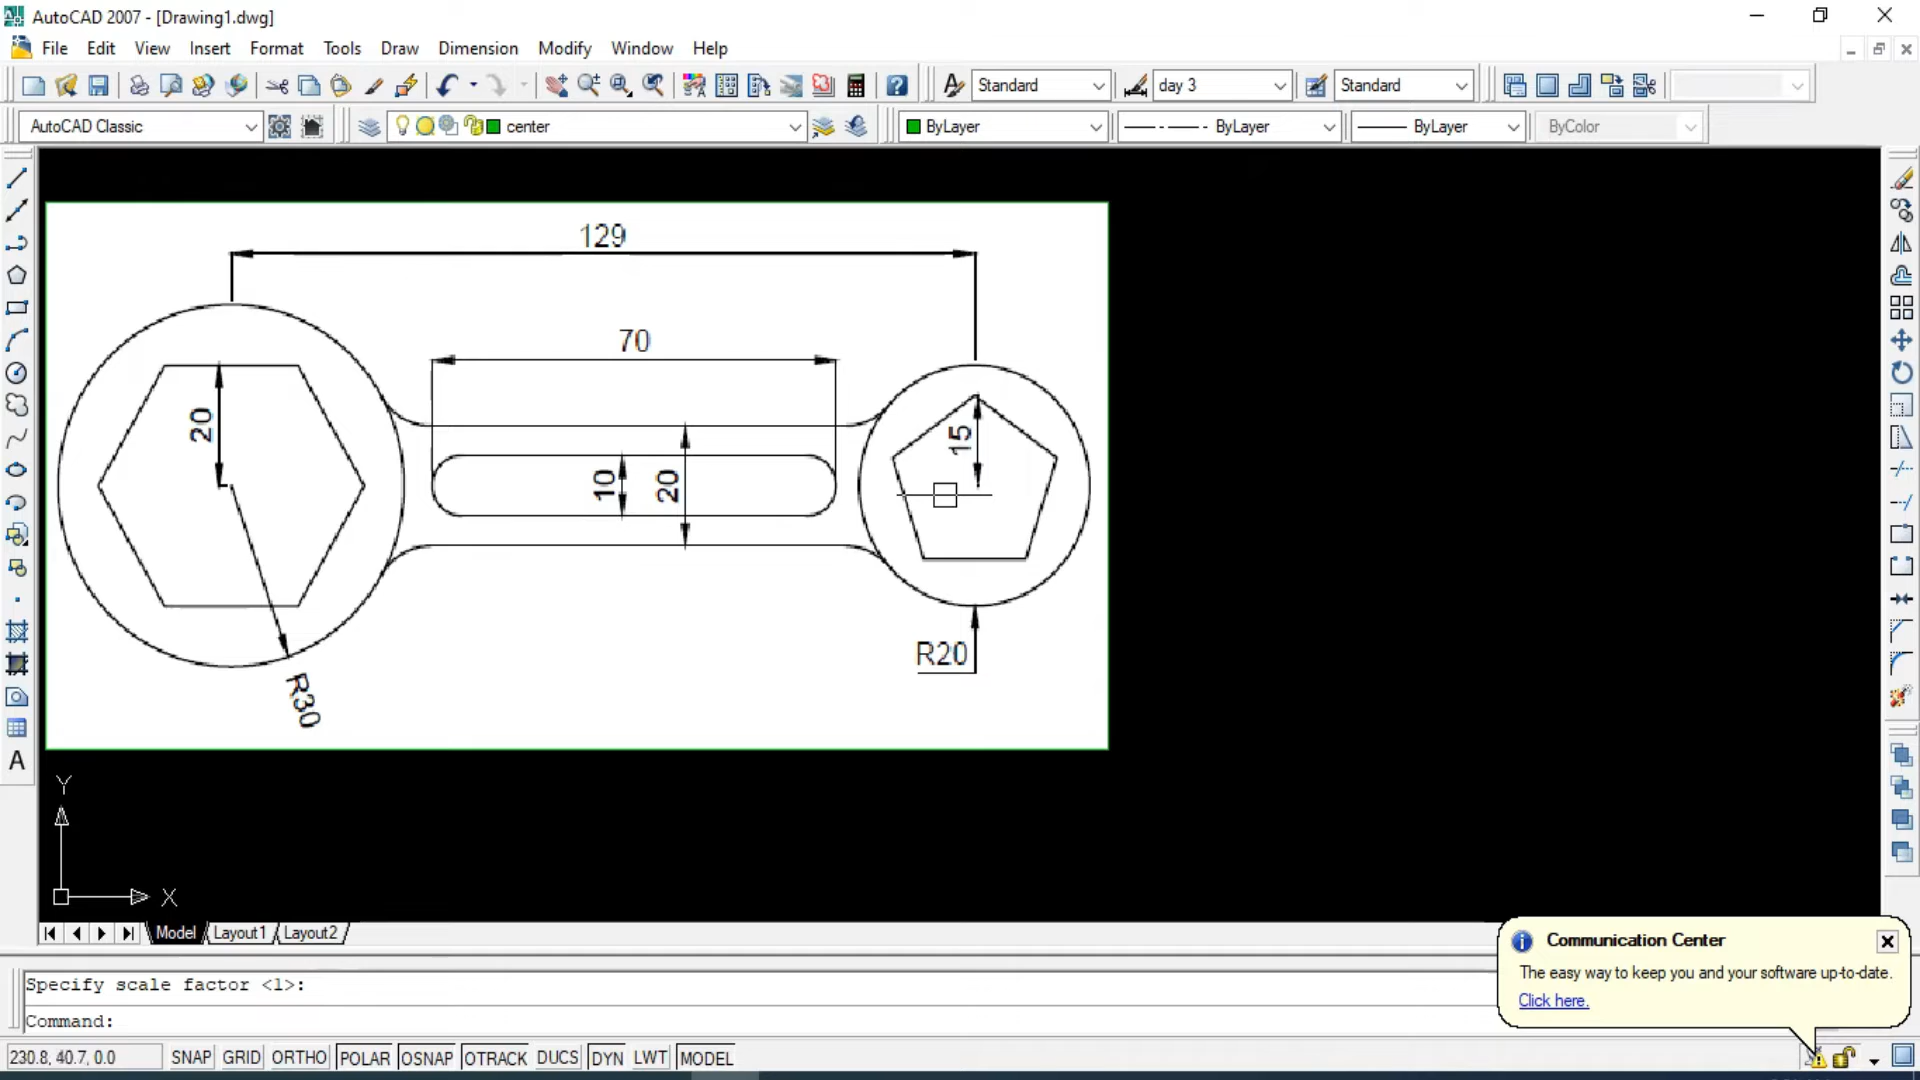 AutoCAD 2007 - [Drawing1.dwg]
File Edit View Insert Format Tools Draw Dimension Modify Window Help
Standard day 3 Standard
AutoCAD Classic center ByLayer ByLayer ByLayer ByColor
129
70
20
15
10
20
R20
R30
Y
X
A
Model Layout1 Layout2
Communication Center
The easy way to keep you and your software up-to-date.
Click here.
Specify scale factor <1>:
Command:
230.8, 40.7, 0.0 SNAP GRID ORTHO POLAR OSNAP OTRACK DUCS DYN LWT MODEL